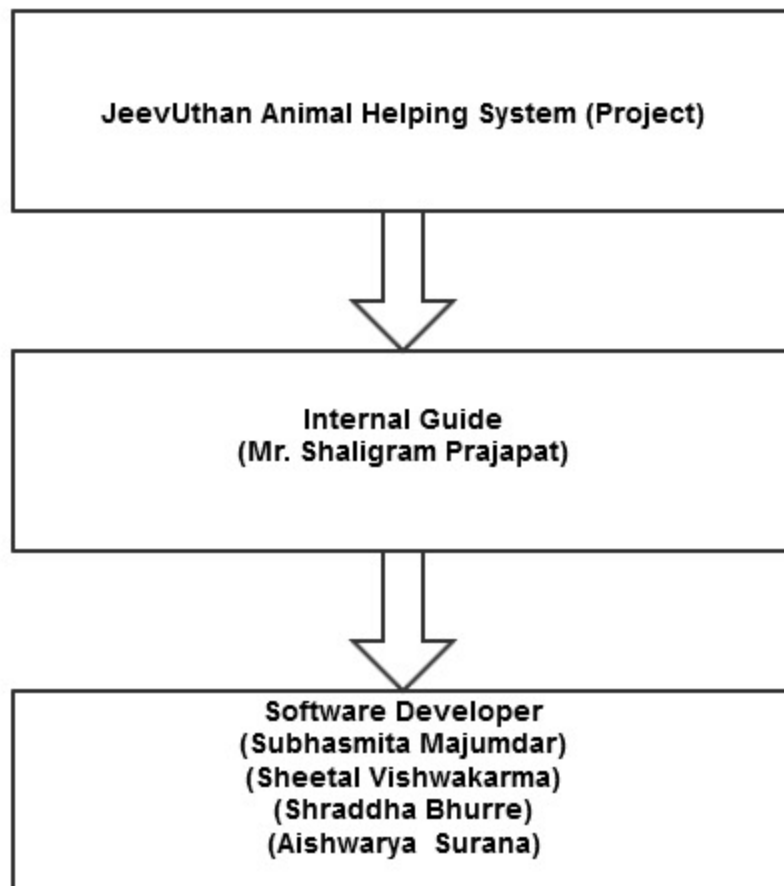 JeevUthan Animal Helping System (Project)
Internal Guide
(Mr. Shaligram Prajapat)
Software Developer
(Subhasmita Majumdar)
(Sheetal Vishwakarma)
(Shraddha Bhurre)
(Aishwarya  Surana)